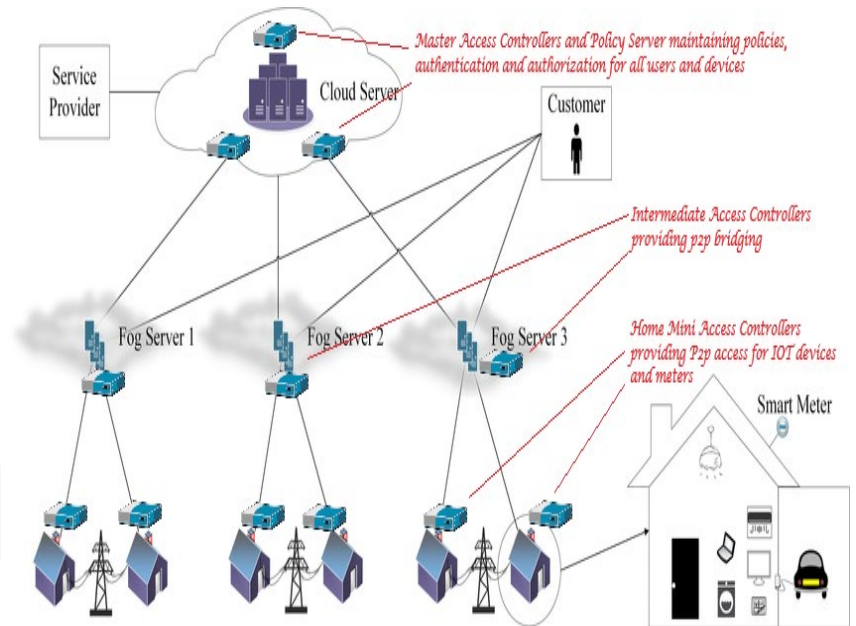 Master Access Controllers and Policy Server maintaining policies,
authentication and authorization for all users and devices
Service
Provider
Cloud Server
Customer
Intermediate Access Controllers
providing p2p bridging
Fog Server 1
Fog Server 2
Fog Server 3
Home Mini Access Controllers
providing P2p access for IOT devices
and meters
Smart Meter